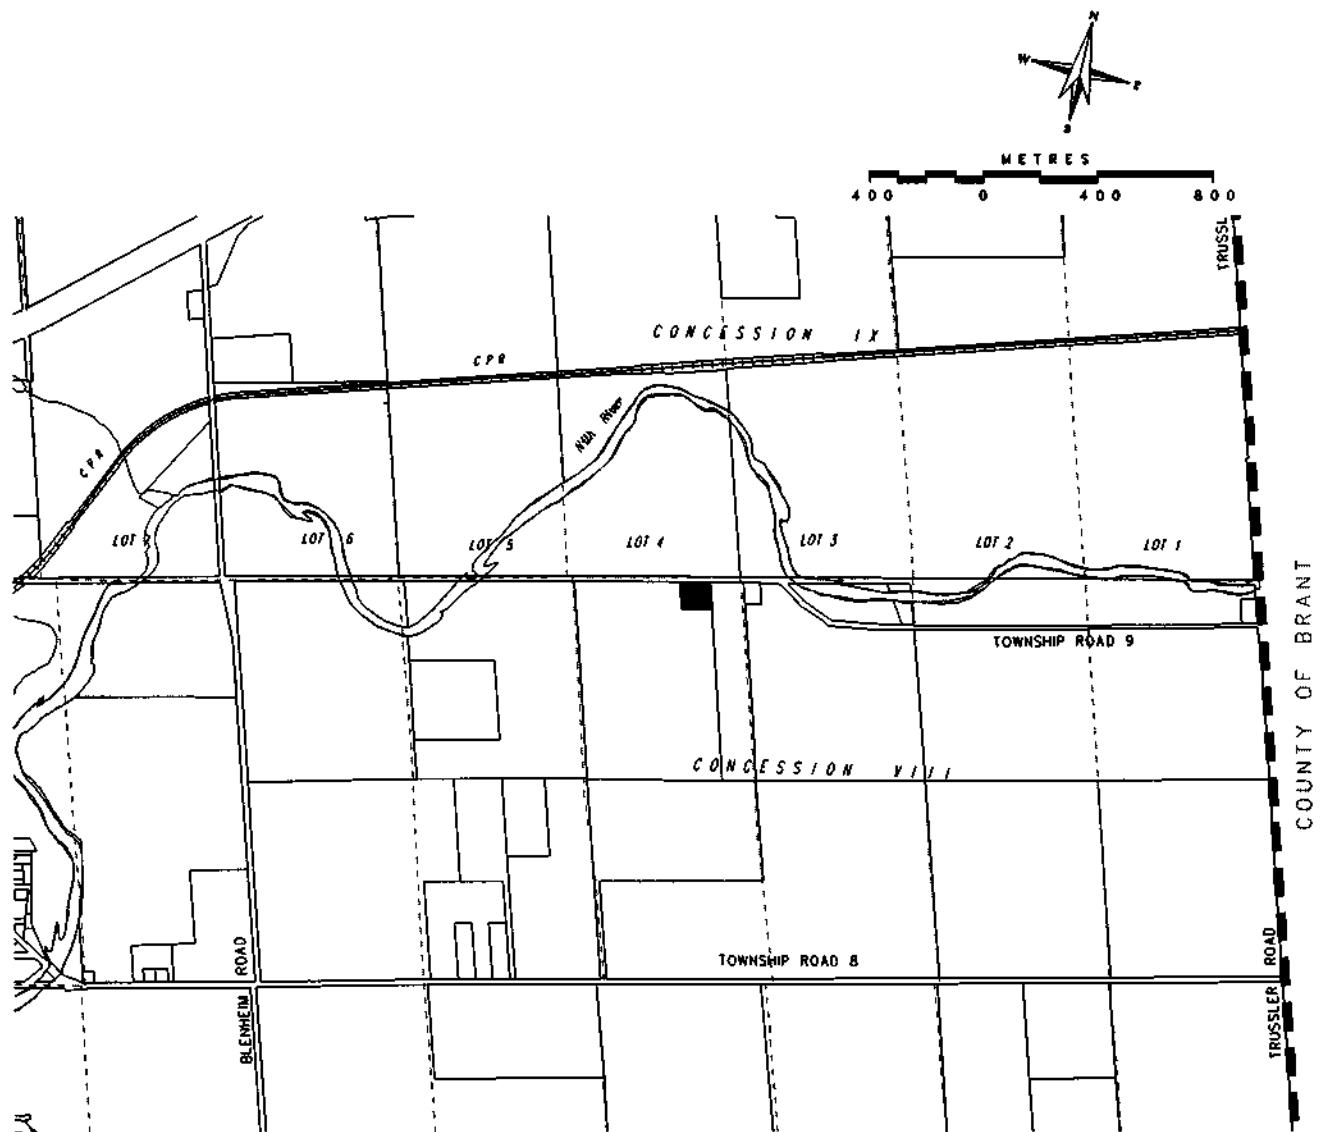 N
W
E
S
METRES
400 0 400 800
TRUSSL
CONCESSION IX
CPR
Nith River
CPR
LOT 7 LOT 6 LOT 5 LOT 4 LOT 3 LOT 2 LOT 1
TOWNSHIP ROAD 9
COUNTY OF BRANT
CONCESSION VIII
TOWNSHIP ROAD 8
BLENHEIM ROAD
TRUSSLER ROAD